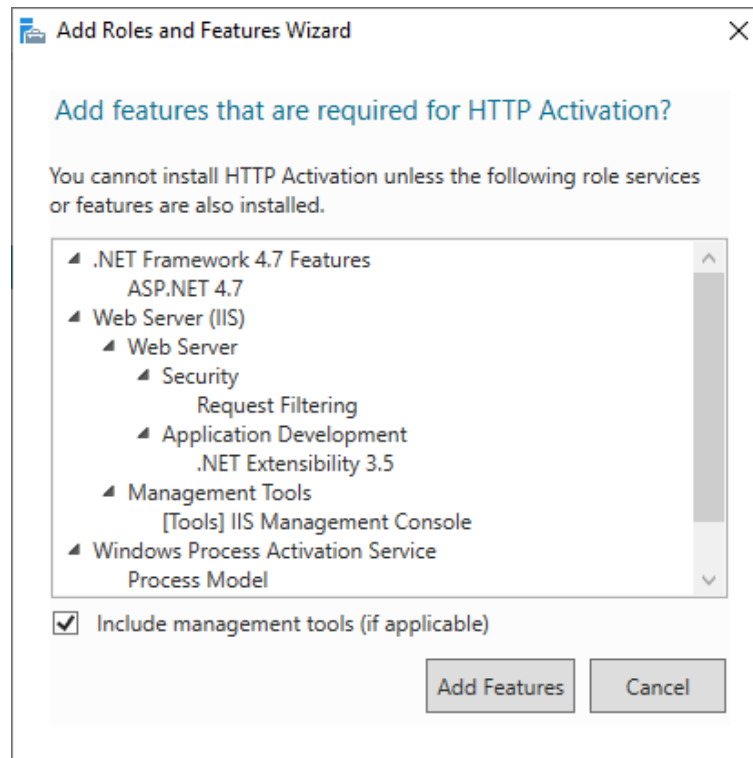 Add Roles and Features Wizard
Add features that are required for HTTP Activation?
You cannot install HTTP Activation unless the following role services
or features are also installed.
.NET Framework 4.7 Features
ASP.NET 4.7
Web Server (IIS)
Web Server
Security
Request Filtering
Application Development
.NET Extensibility 3.5
Management Tools
[Tools] IIS Management Console
Windows Process Activation Service
Process Model
Include management tools (if applicable)
Add Features Cancel